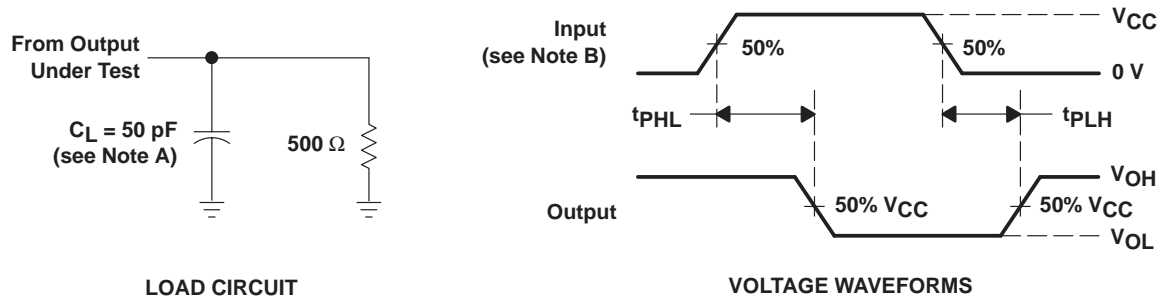 From Output
Under Test
CL = 50 pF
(see Note A)
500 Ω
LOAD CIRCUIT
Input
(see Note B)
50%
50%
VCC
0 V
tPHL
tPLH
Output
50% VCC
50% VCC
VOH
VOL
VOLTAGE WAVEFORMS